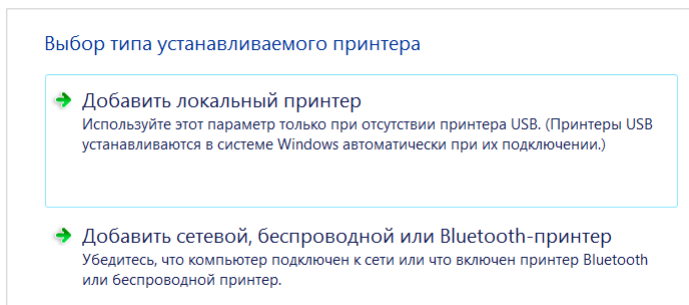 Выбор типа устанавливаемого принтера
Добавить локальный принтер
Используйте этот параметр только при отсутствии принтера USB. (Принтеры USB
устанавливаются в системе Windows автоматически при их подключении.)
Добавить сетевой, беспроводной или Bluetooth-принтер
Убедитесь, что компьютер подключен к сети или что включен принтер Bluetooth
или беспроводной принтер.